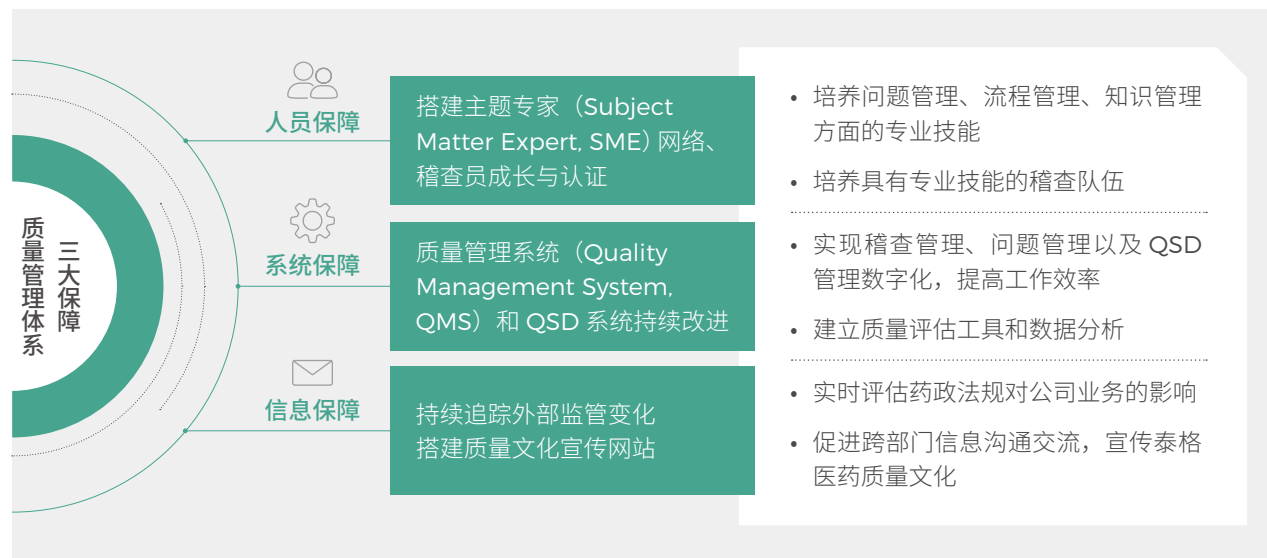 质量管理体系
三大保障
人员保障
搭建主题专家（Subject
Matter Expert, SME）网络、
稽查员成长与认证
• 培养问题管理、流程管理、知识管理
方面的专业技能
• 培养具有专业技能的稽查队伍
系统保障
质量管理系统（Quality
Management System,
QMS）和 QSD 系统持续改进
• 实现稽查管理、问题管理以及 QSD
管理数字化，提高工作效率
• 建立质量评估工具和数据分析
信息保障
持续追踪外部监管变化
搭建质量文化宣传网站
• 实时评估药政法规对公司业务的影响
• 促进跨部门信息沟通交流，宣传泰格
医药质量文化